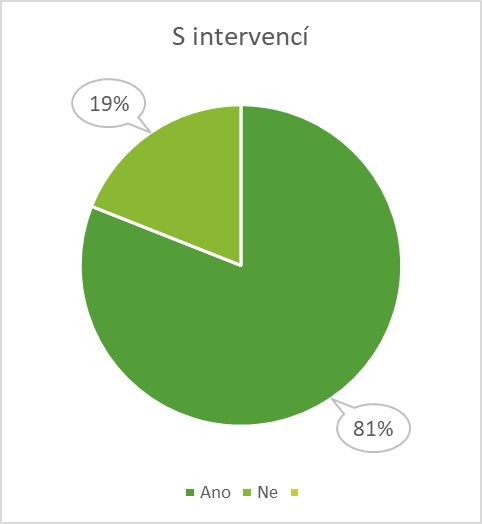 S intervencí
19%
81%
Ano Ne